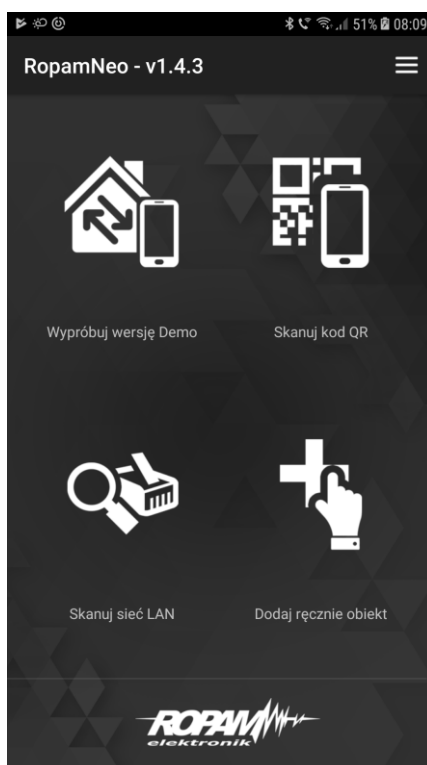 51% 08:09
RopamNeo - v1.4.3
Wypróbuj wersję Demo
Skanuj kod QR
Skanuj sieć LAN
Dodaj ręcznie obiekt
ROPAM
elektronik